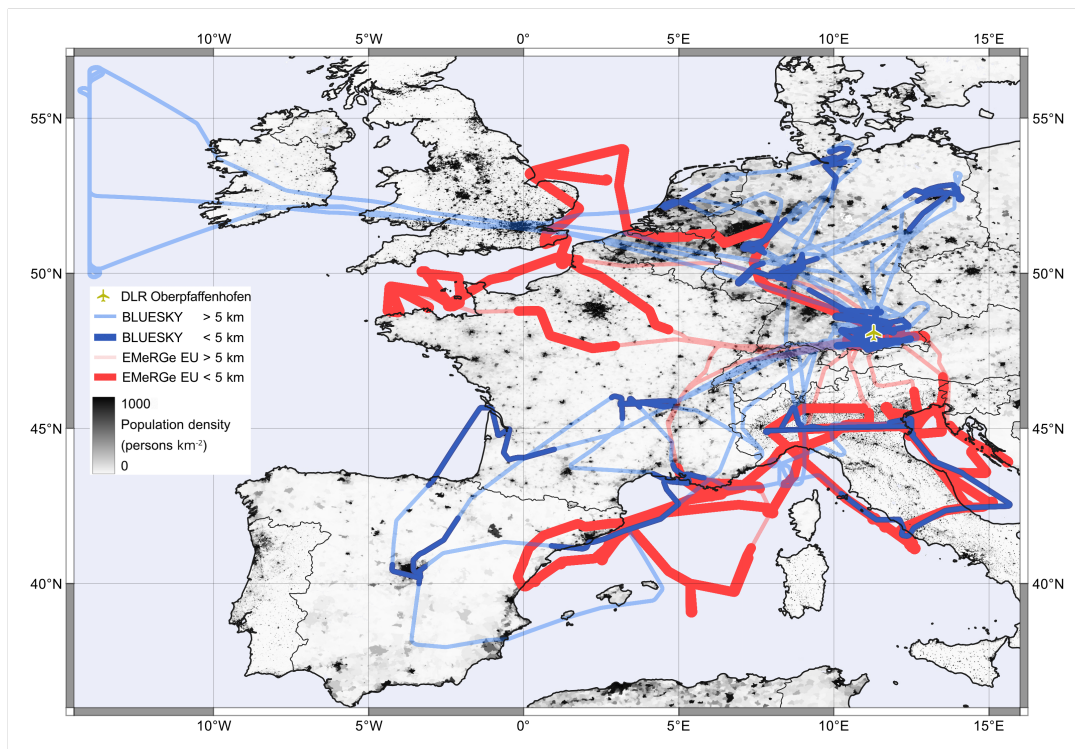 10°W 5°W 0° 5°E 10°E 15°E
55°N 55°N
50°N 50°N
DLR Oberpfaffenhofen
BLUESKY > 5 km
BLUESKY < 5 km
EMeRGe EU > 5 km
EMeRGe EU < 5 km
1000
Population density
(persons km⁻²)
0
45°N 45°N
40°N 40°N
10°W 5°W 0° 5°E 10°E 15°E